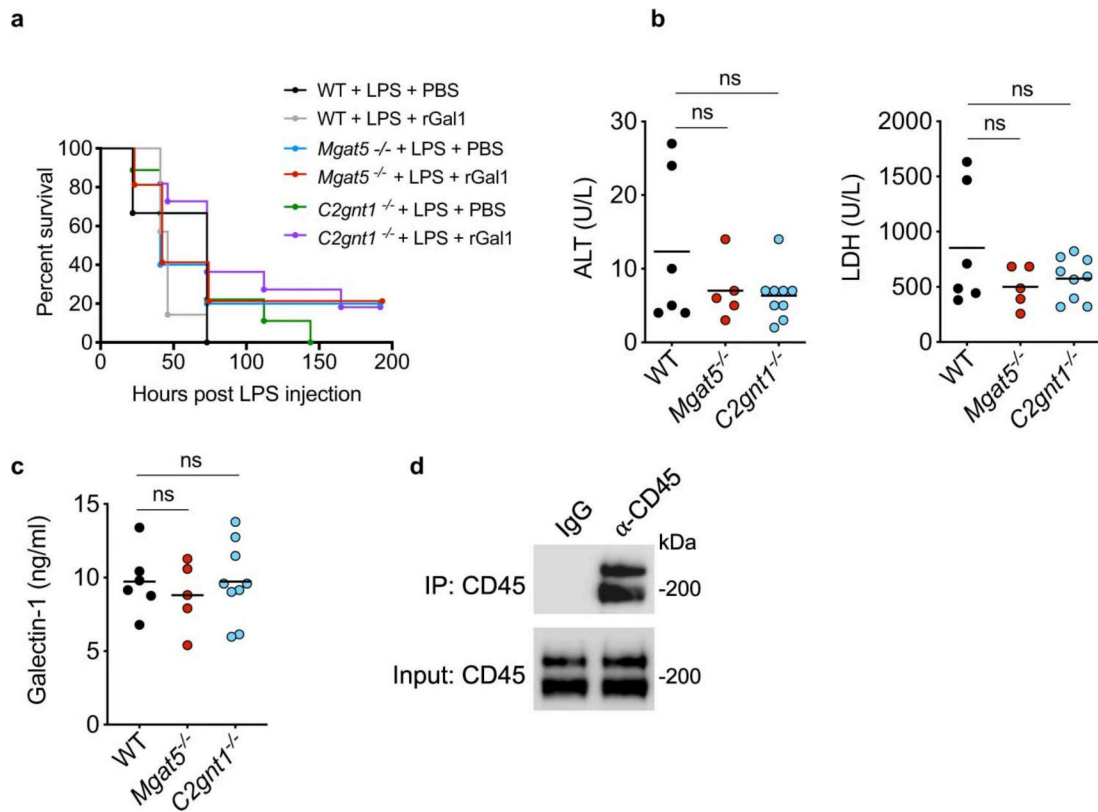 a
WT + LPS + PBS
WT + LPS + rGal1
Mgat5 -/- + LPS + PBS
Mgat5 -/- + LPS + rGal1
C2gnt1 -/- + LPS + PBS
C2gnt1 -/- + LPS + rGal1
Percent survival
100
80
60
40
20
0
0 50 100 150 200
Hours post LPS injection
b
ns
ns
ALT (U/L)
30
20
10
0
WT
Mgat5-/-
C2gnt1-/-
ns
ns
LDH (U/L)
2000
1500
1000
500
0
WT
Mgat5-/-
C2gnt1-/-
c
ns
ns
Galectin-1 (ng/ml)
15
10
5
0
WT
Mgat5-/-
C2gnt1-/-
d
IgG
α-CD45
kDa
IP: CD45
-200
Input: CD45
-200